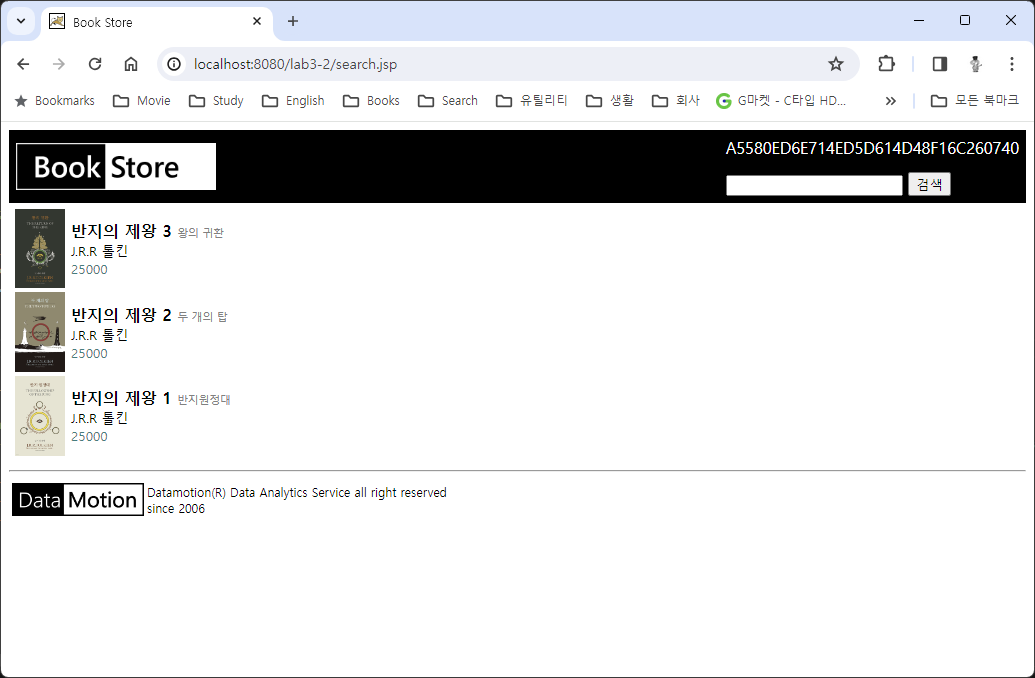 Book Store
localhost:8080/lab3-2/search.jsp
Bookmarks Movie Study English Books Search 유틸리티 생활 회사 G마켓 - C타입 HD... 모든 북마크
A5580ED6E714ED5D614D48F16C260740
Book Store
검색
반지의 제왕 3 왕의 귀환
J.R.R 톨킨
25000
반지의 제왕 2 두 개의 탑
J.R.R 톨킨
25000
반지의 제왕 1 반지원정대
J.R.R 톨킨
25000
Data Motion Datamotion(R) Data Analytics Service all right reserved
since 2006